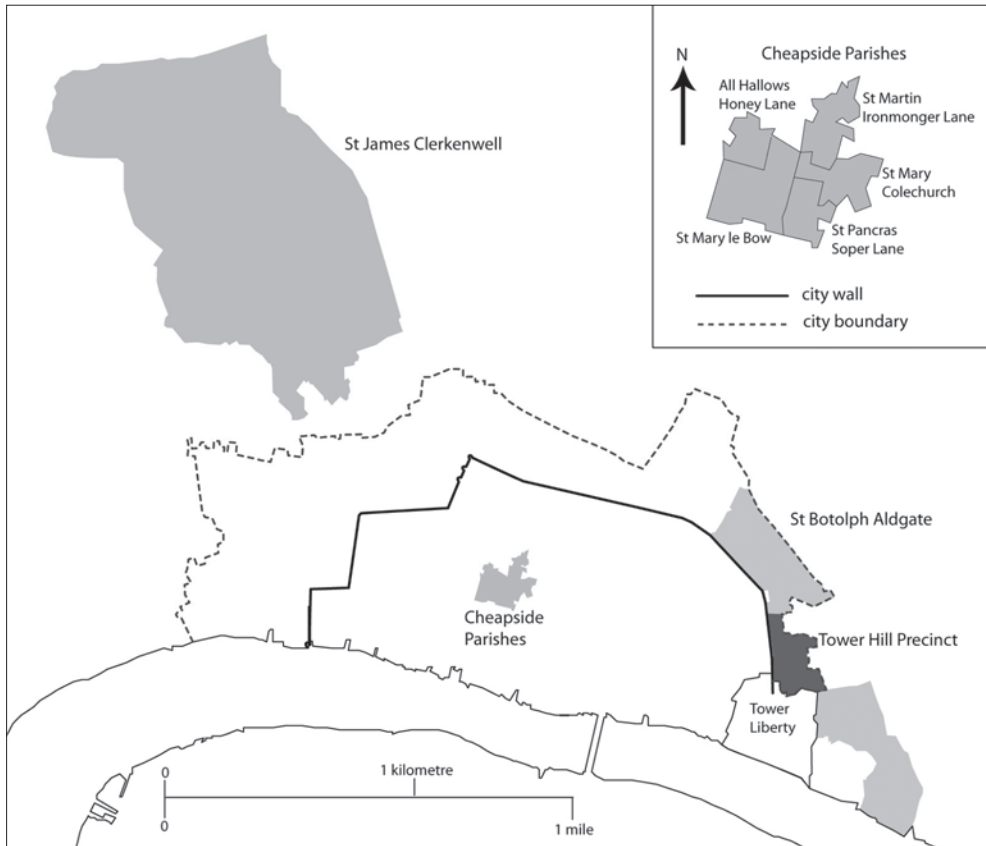 St James Clerkenwell
N
Cheapside Parishes
All Hallows
Honey Lane
St Martin
Ironmonger Lane
St Mary
Colechurch
St Mary le Bow
St Pancras
Soper Lane
city wall
city boundary
St Botolph Aldgate
Cheapside
Parishes
Tower Hill Precinct
Tower
Liberty
0
1 kilometre
0
1 mile